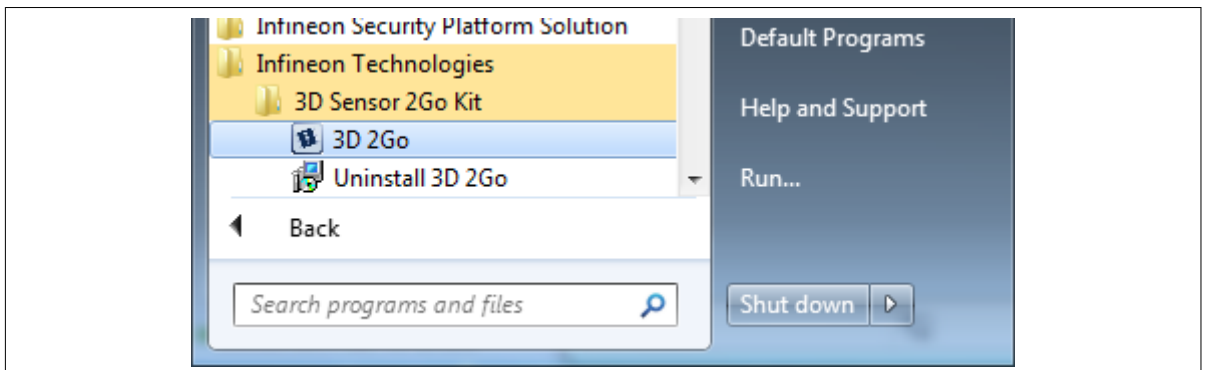 Infineon Security Platform Solution
Infineon Technologies
3D Sensor 2Go Kit
3D 2Go
Uninstall 3D 2Go
Back
Search programs and files
Default Programs
Help and Support
Run...
Shut down